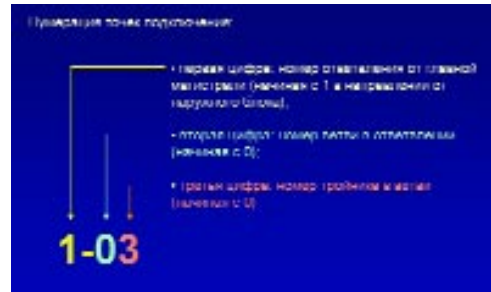 Нумерация точек подключения:
• первая цифра: номер ответвления от главной
магистрали (начиная с 1 в направлении от
наружного блока);
• вторая цифра: номер ветви в ответвлении
(начиная с 0);
• третья цифра: номер тройника в ветви
(начиная с 0)
1-03